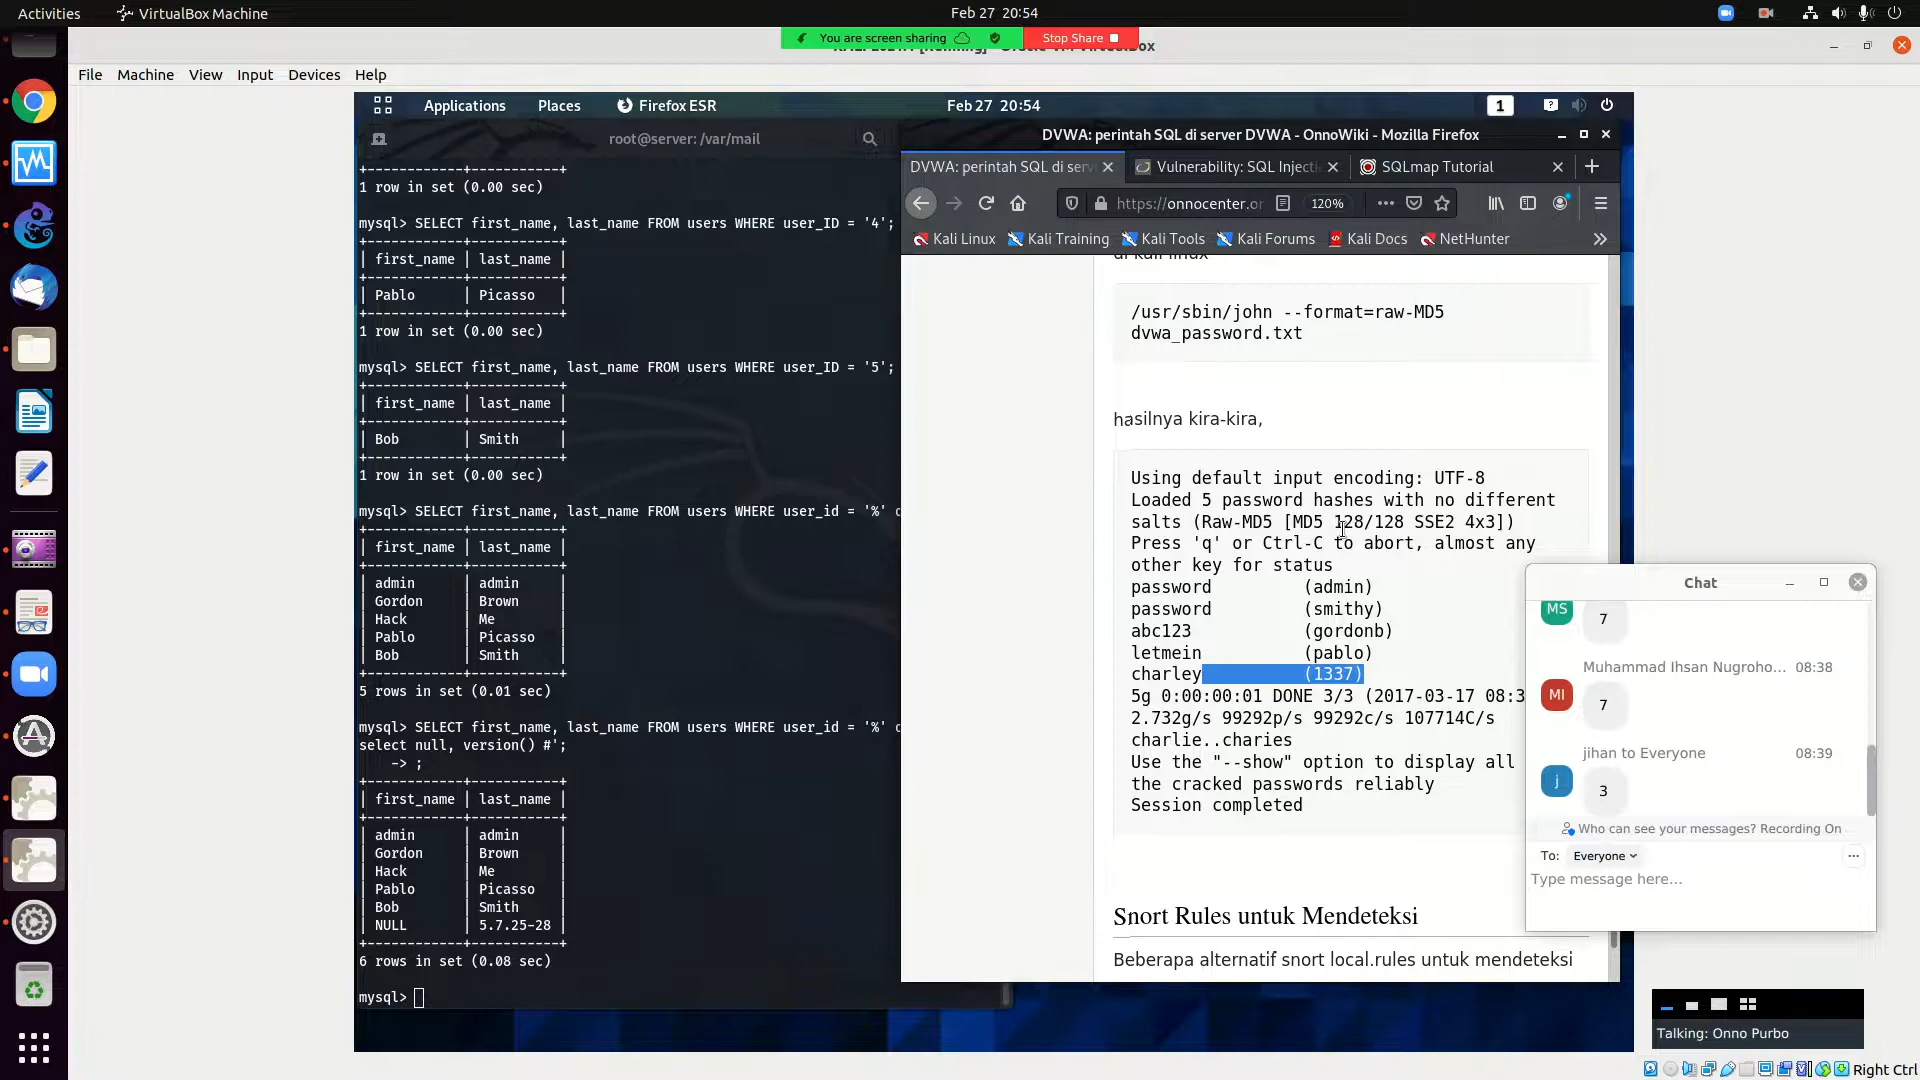 Activities
VirtualBox Machine
Feb 27 20:54
You are screen sharing
Stop Share
File Machine View Input Devices Help
Applications Places Firefox ESR
Feb 27 20:54
1
root@server: /var/mail
+-----------+-----------+
1 row in set (0.00 sec)
mysql> SELECT first_name, last_name FROM users WHERE user_ID = '4';
+-----------+-----------+
| first_name | last_name |
+-----------+-----------+
| Pablo | Picasso |
+-----------+-----------+
1 row in set (0.00 sec)
mysql> SELECT first_name, last_name FROM users WHERE user_ID = '5';
+-----------+-----------+
| first_name | last_name |
+-----------+-----------+
| Bob | Smith |
+-----------+-----------+
1 row in set (0.00 sec)
mysql> SELECT first_name, last_name FROM users WHERE user_id = '%'
+-----------+-----------+
| first_name | last_name |
+-----------+-----------+
| admin | admin |
| Gordon | Brown |
| Hack | Me |
| Pablo | Picasso |
| Bob | Smith |
+-----------+-----------+
5 rows in set (0.01 sec)
mysql> SELECT first_name, last_name FROM users WHERE user_id = '%'
select null, version() #';
-> ;
+-----------+-----------+
| first_name | last_name |
+-----------+-----------+
| admin | admin |
| Gordon | Brown |
| Hack | Me |
| Pablo | Picasso |
| Bob | Smith |
| NULL | 5.7.25-28 |
+-----------+-----------+
6 rows in set (0.08 sec)
mysql>
DVWA: perintah SQL di server DVWA - OnnoWiki - Mozilla Firefox
DVWA: perintah SQL di serv
Vulnerability: SQL Injecti
SQLmap Tutorial
https://onnocenter.or
120%
Kali Linux Kali Training Kali Tools Kali Forums Kali Docs NetHunter
di kali linux
/usr/sbin/john --format=raw-MD5
dvwa_password.txt
hasilnya kira-kira,
Using default input encoding: UTF-8
Loaded 5 password hashes with no different
salts (Raw-MD5 [MD5 128/128 SSE2 4x3])
Press 'q' or Ctrl-C to abort, almost any
other key for status
password (admin)
password (smithy)
abc123 (gordonb)
letmein (pablo)
charley (1337)
5g 0:00:00:01 DONE 3/3 (2017-03-17 08:3
2.732g/s 99292p/s 99292c/s 107714C/s
charlie..charies
Use the "--show" option to display all
the cracked passwords reliably
Session completed
Snort Rules untuk Mendeteksi
Beberapa alternatif snort local.rules untuk mendeteksi
Chat
MS
7
Muhammad Ihsan Nugroho... 08:38
MI
7
jihan to Everyone 08:39
j
3
Who can see your messages? Recording On
To: Everyone
Type message here...
Talking: Onno Purbo
Right Ctrl